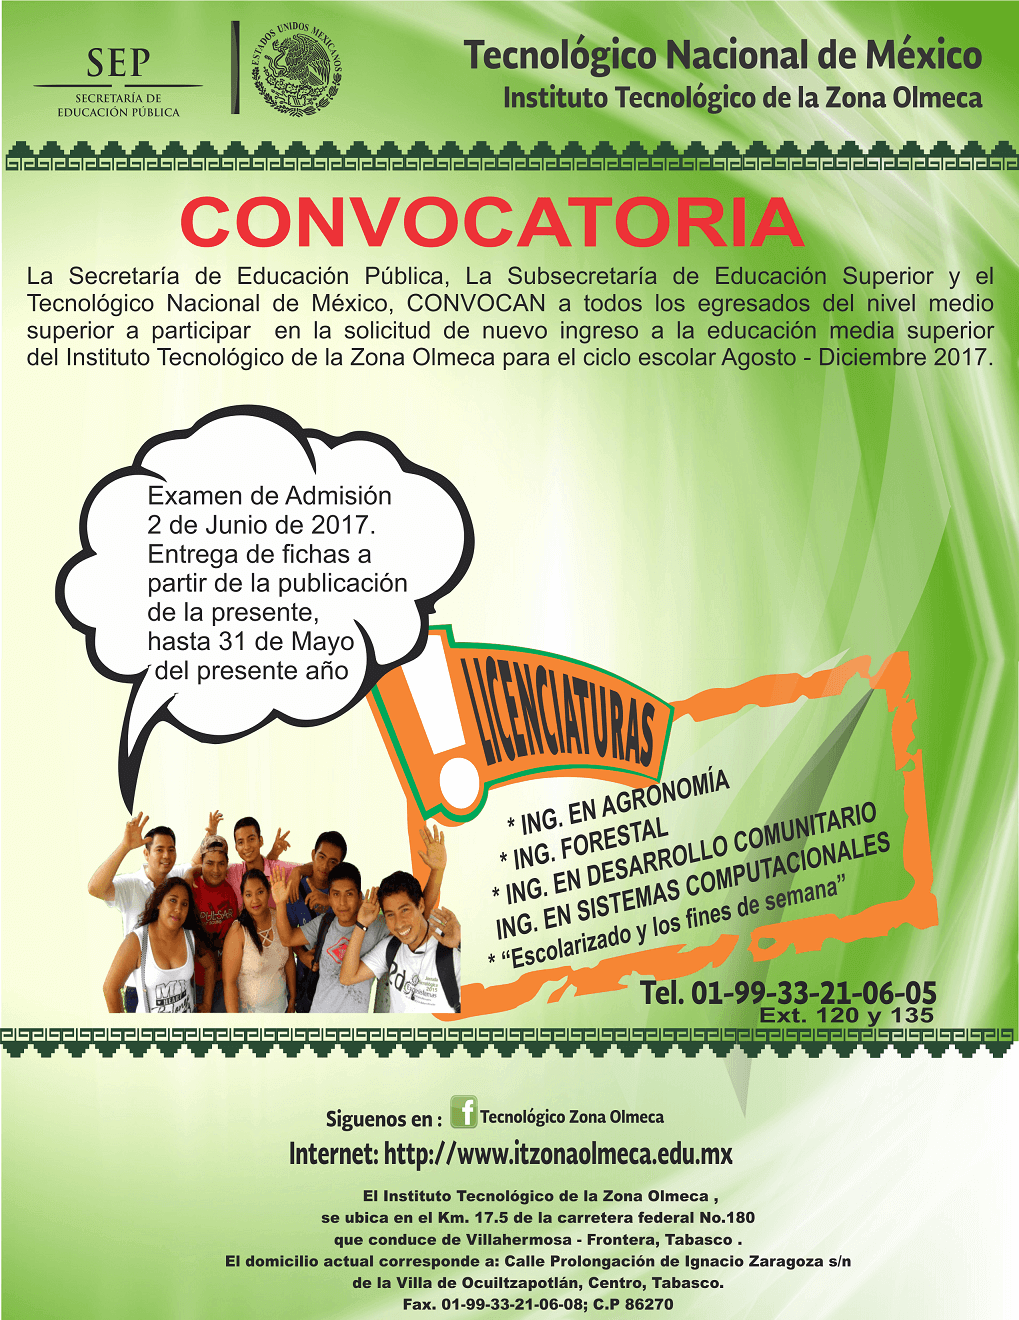 SEP
SECRETARÍA DE
EDUCACIÓN PÚBLICA
ESTADOS UNIDOS MEXICANOS
Tecnológico Nacional de México
Instituto Tecnológico de la Zona Olmeca
CONVOCATORIA
La Secretaría de Educación Pública, La Subsecretaría de Educación Superior y el
Tecnológico Nacional de México, CONVOCAN a todos los egresados del nivel medio
superior a participar en la solicitud de nuevo ingreso a la educación media superior
del Instituto Tecnológico de la Zona Olmeca para el ciclo escolar Agosto - Diciembre 2017.
Examen de Admisión
2 de Junio de 2017.
Entrega de fichas a
partir de la publicación
de la presente,
hasta 31 de Mayo
del presente año
LICENCIATURAS
* ING. EN AGRONOMÍA
* ING. FORESTAL
* ING. EN DESARROLLO COMUNITARIO
ING. EN SISTEMAS COMPUTACIONALES
* “Escolarizado y los fines de semana”
PULSAR
Tel. 01-99-33-21-06-05
Ext. 120 y 135
Siguenos en : f Tecnológico Zona Olmeca
Internet: http://www.itzonaolmeca.edu.mx
El Instituto Tecnológico de la Zona Olmeca ,
se ubica en el Km. 17.5 de la carretera federal No.180
que conduce de Villahermosa - Frontera, Tabasco .
El domicilio actual corresponde a: Calle Prolongación de Ignacio Zaragoza s/n
de la Villa de Ocuiltzapotlán, Centro, Tabasco.
Fax. 01-99-33-21-06-08; C.P 86270